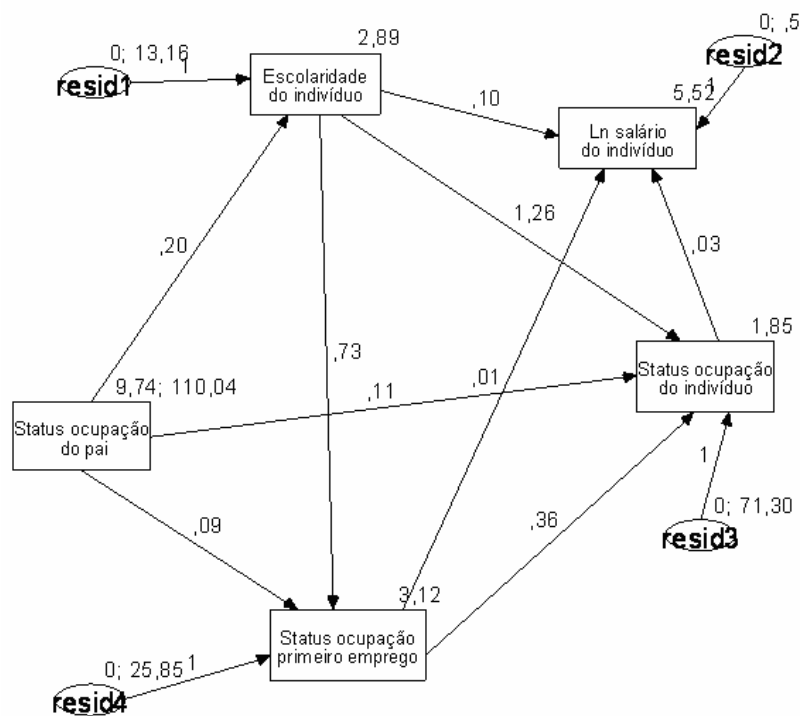 0; 13,16
1
resid1
2,89
Escolaridade
do indivíduo
0; ,5
resid2
1
5,52
Ln salário
do indivíduo
,10
,20
1,26
,03
,73
,01
,11
1,85
Status ocupação
do indivíduo
9,74; 110,04
Status ocupação
do pai
1
0; 71,30
resid3
,09
,36
3,12
Status ocupação
primeiro emprego
0; 25,85
1
resid4